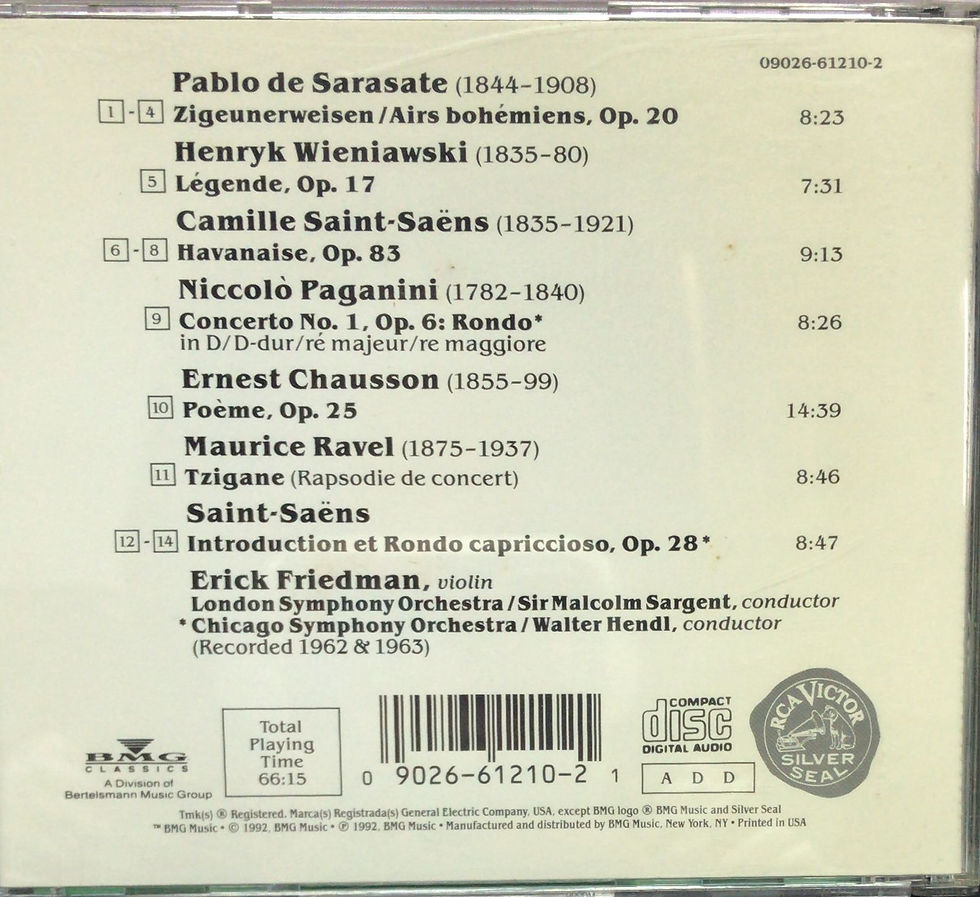 09026-61210-2
Pablo de Sarasate (1844–1908)
1 - 4 Zigeunerweisen/Airs bohémiens, Op. 20 8:23
Henryk Wieniawski (1835–80)
5 Légende, Op. 17 7:31
Camille Saint-Saëns (1835–1921)
6 - 8 Havanaise, Op. 83 9:13
Niccolò Paganini (1782–1840)
9 Concerto No. 1, Op. 6: Rondo* 8:26
in D/D-dur/ré majeur/re maggiore
Ernest Chausson (1855–99)
10 Poème, Op. 25 14:39
Maurice Ravel (1875–1937)
11 Tzigane (Rapsodie de concert) 8:46
Saint-Saëns
12 - 14 Introduction et Rondo capriccioso, Op. 28* 8:47
Erick Friedman, violin
London Symphony Orchestra/Sir Malcolm Sargent, conductor
*Chicago Symphony Orchestra/Walter Hendl, conductor
(Recorded 1962 & 1963)
BMG
CLASSICS
A Division of
Bertelsmann Music Group
Total
Playing
Time
66:15
0 9026-61210-2 1
COMPACT
disc
DIGITAL AUDIO
A D D
RCA VICTOR
SILVER
SEAL
Tmk(s) ® Registered. Marca(s) Registrada(s) General Electric Company, USA, except BMG logo ® BMG Music and Silver Seal
™ BMG Music • © 1992, BMG Music • ℗ 1992, BMG Music • Manufactured and distributed by BMG Music, New York, NY • Printed in USA